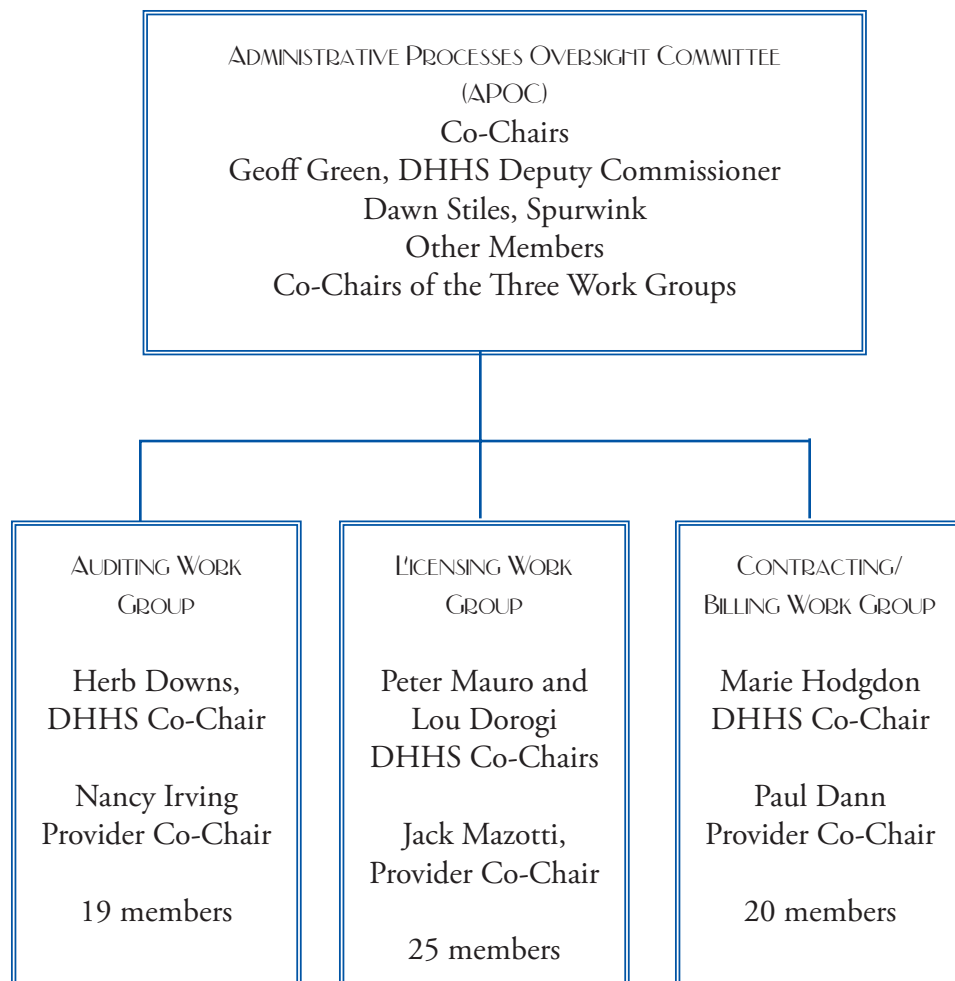 Administrative Processes Oversight Committee
(APOC)
Co-Chairs
Geoff Green, DHHS Deputy Commissioner
Dawn Stiles, Spurwink
Other Members
Co-Chairs of the Three Work Groups
Auditing Work
Group
Herb Downs,
DHHS Co-Chair
Nancy Irving
Provider Co-Chair
19 members
Licensing Work
Group
Peter Mauro and
Lou Dorogi
DHHS Co-Chairs
Jack Mazotti,
Provider Co-Chair
25 members
Contracting/
Billing Work Group
Marie Hodgdon
DHHS Co-Chair
Paul Dann
Provider Co-Chair
20 members